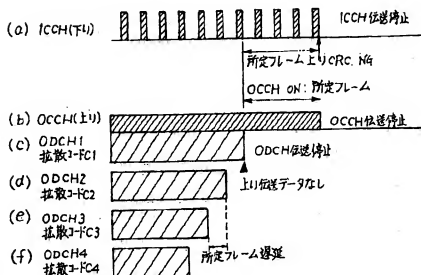 (a) ICCH(下り)
ICCH伝送停止
所定フレーム上りCRC, NG
OCCH ON:所定フレーム
(b) OCCH(上り)
OCCH伝送停止
(c) ODCH1
拡散コードC1
ODCH伝送停止
(d) ODCH2
拡散コードC2
上り伝送データなし
(e) ODCH3
拡散コードC3
所定フレーム遅延
(f) ODCH4
拡散コードC4